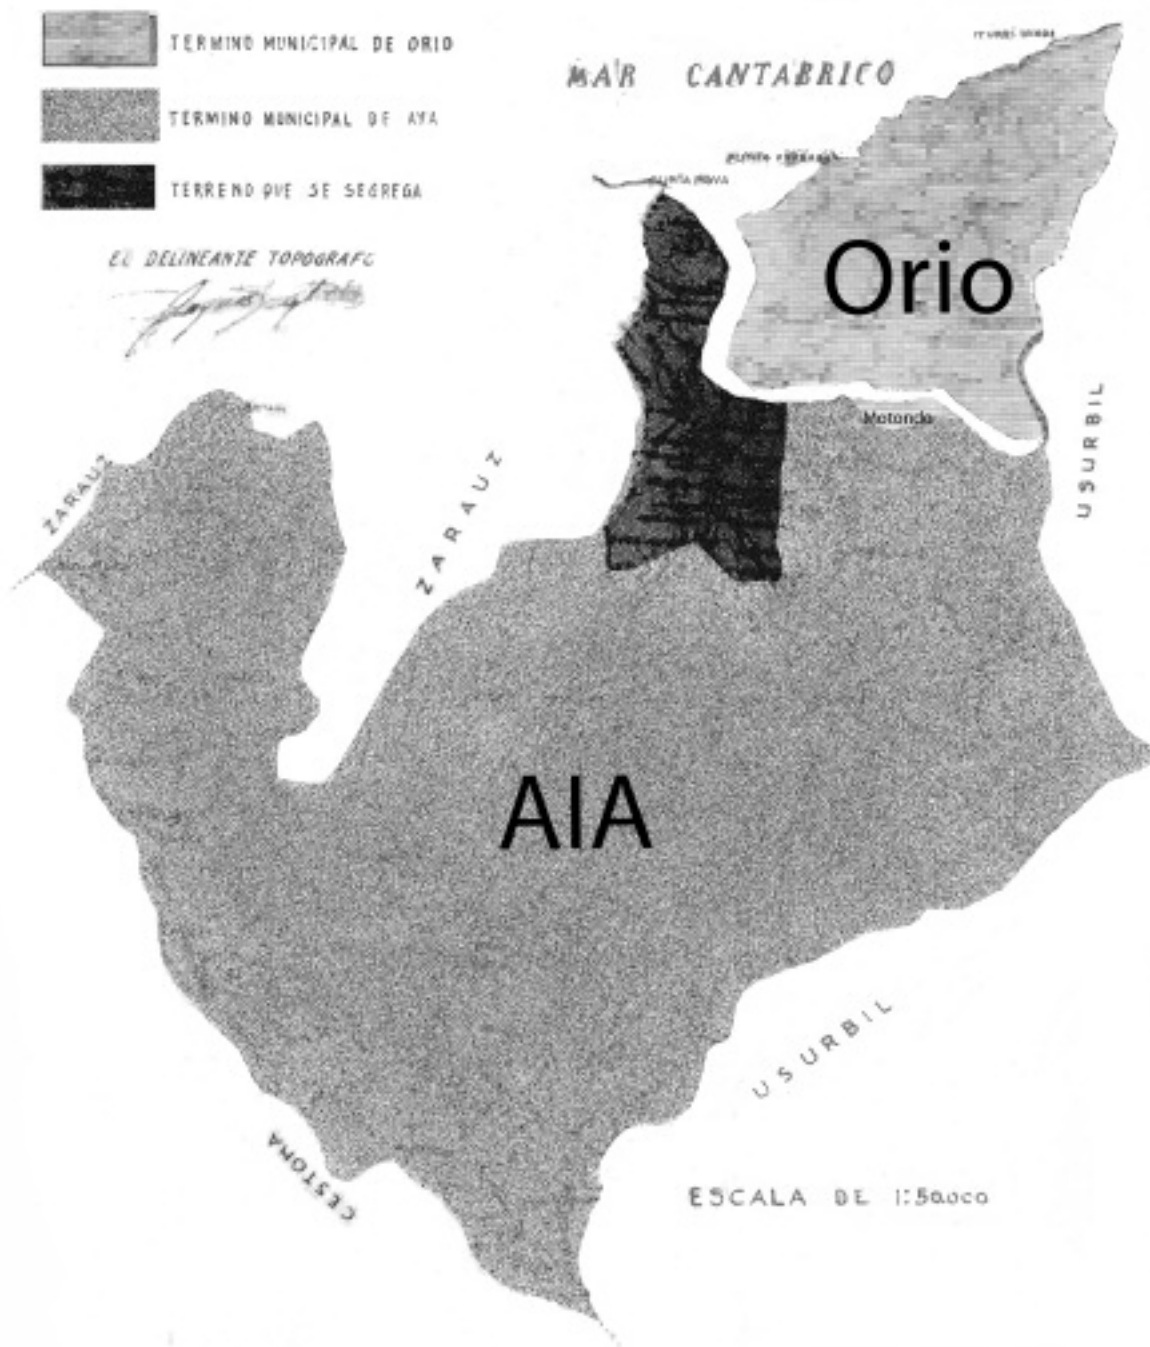 TERMINO MUNICIPAL DE ORIO
TERMINO MUNICIPAL DE AYA
TERRENO QUE SE SEGREGA
EL DELINEANTE TOPOGRAFO
MAR CANTABRICO
Orio
Motondo
USURBIL
ZARAUZ
ZARAUZ
AIA
USURBIL
CESTONA
ESCALA DE 1:50.000